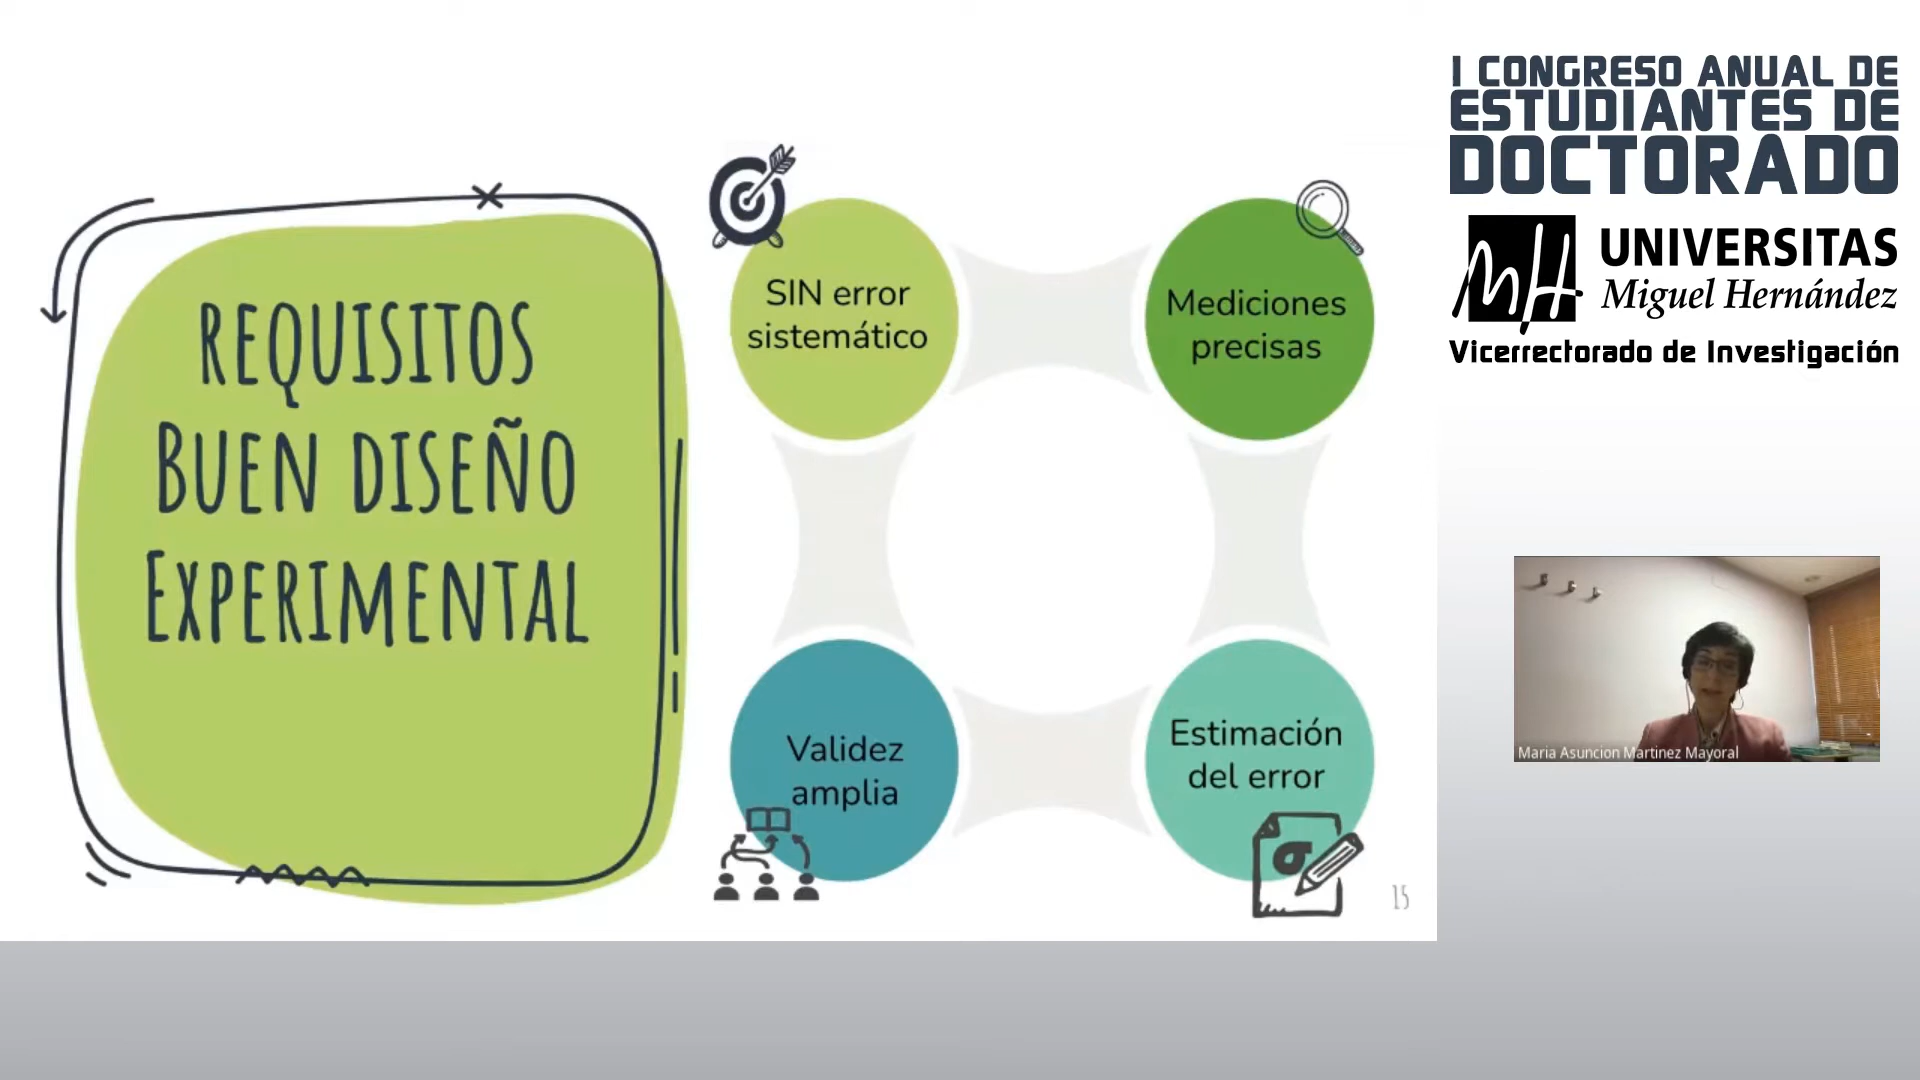 REQUISITOS
BUEN DISEÑO
EXPERIMENTAL
SIN error
sistemático
Mediciones
precisas
Validez
amplia
Estimación
del error
σ
15
I CONGRESO ANUAL DE
ESTUDIANTES DE
DOCTORADO
UNIVERSITAS
Miguel Hernández
Vicerrectorado de Investigación
Maria Asuncion Martinez Mayoral